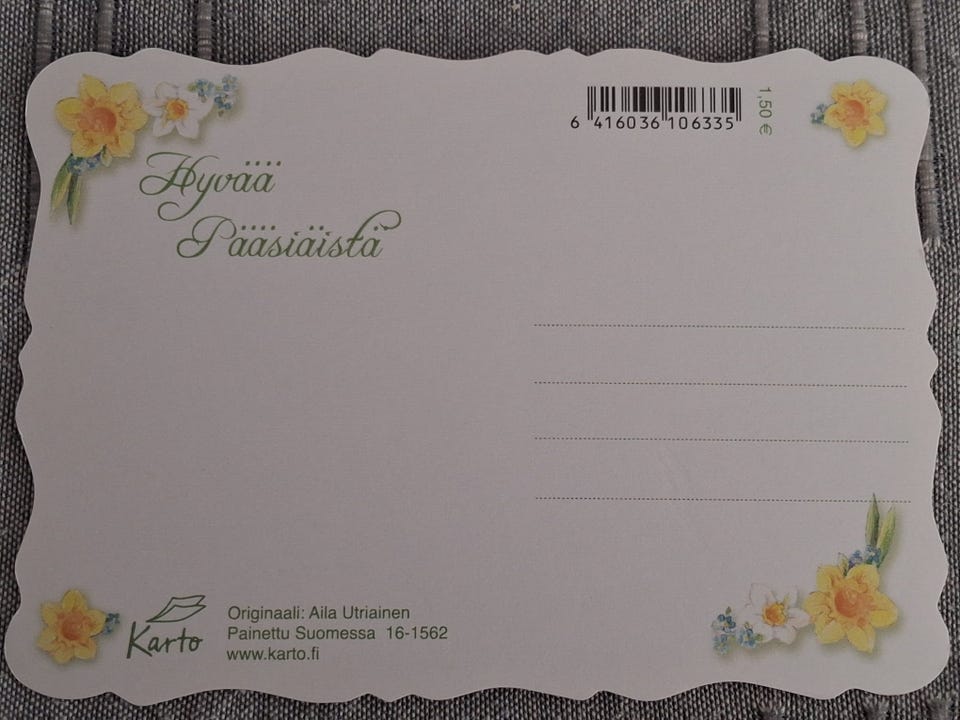 6 416036 106335
1,50 €
Hyvää
Pääsiäistä
Karto
Originaali: Aila Utriainen
Painettu Suomessa 16-1562
www.karto.fi